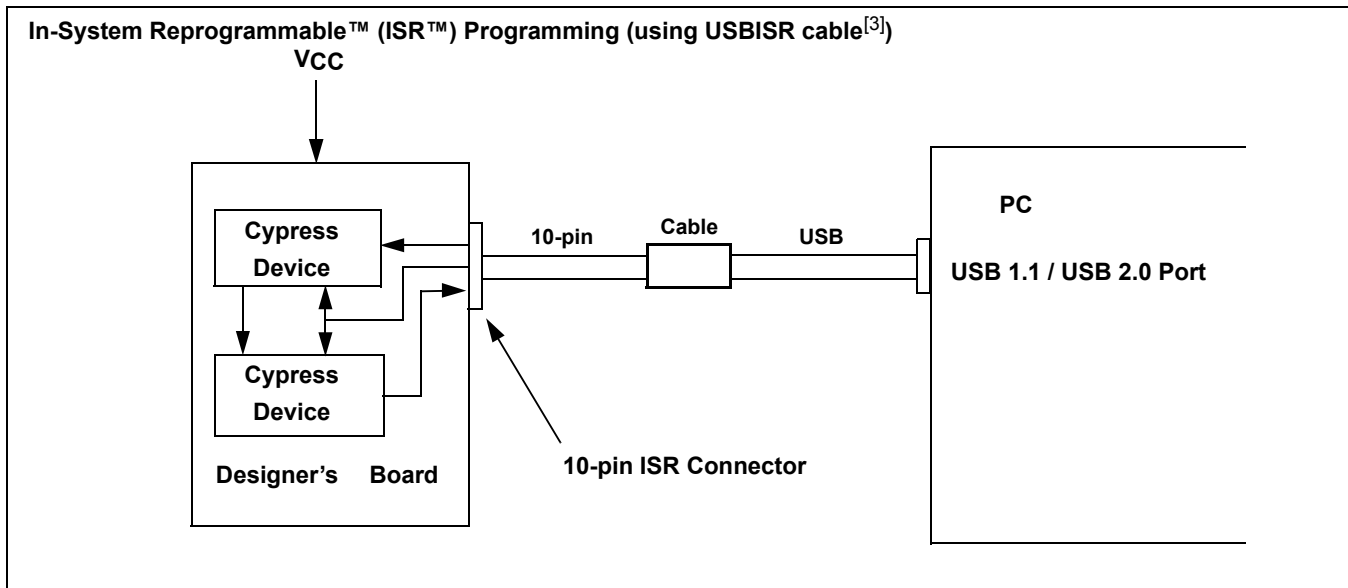 In-System Reprogrammable™ (ISR™) Programming (using USBISR cable[3])
VCC
Cypress
Device
Cypress
Device
Designer's Board
10-pin
Cable
USB
10-pin ISR Connector
PC
USB 1.1 / USB 2.0 Port